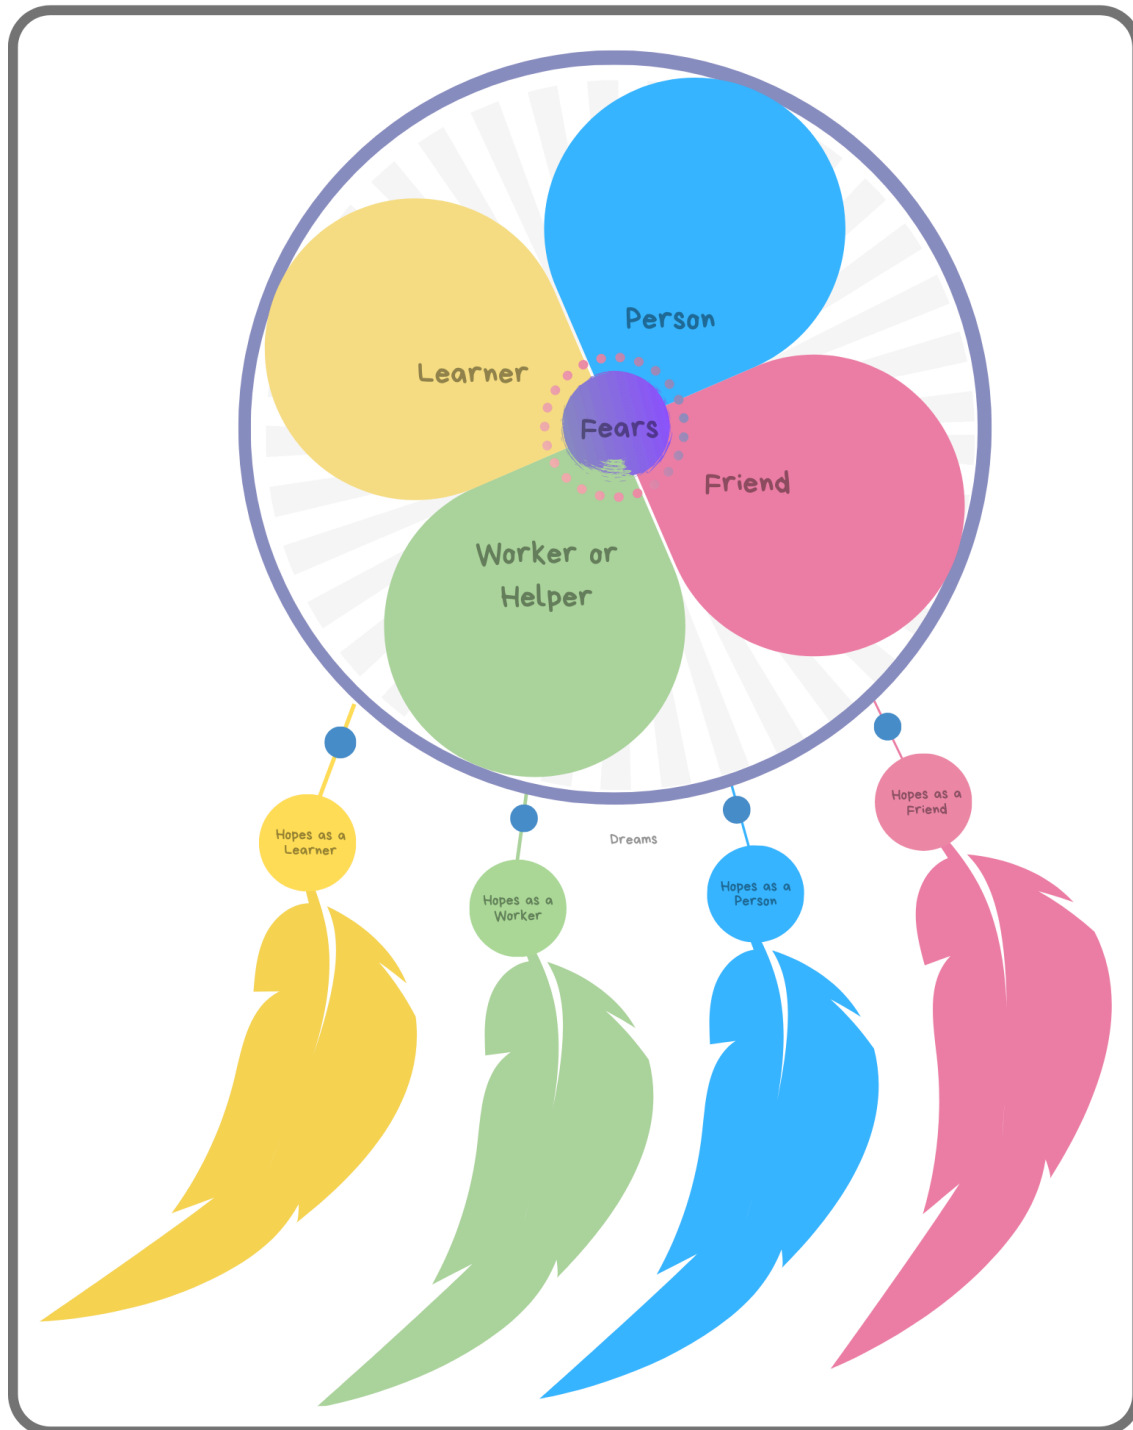 Person
Learner
Fears
Friend
Worker or
Helper
Hopes as a
Friend
Hopes as a
Learner
Dreams
Hopes as a
Person
Hopes as a
Worker